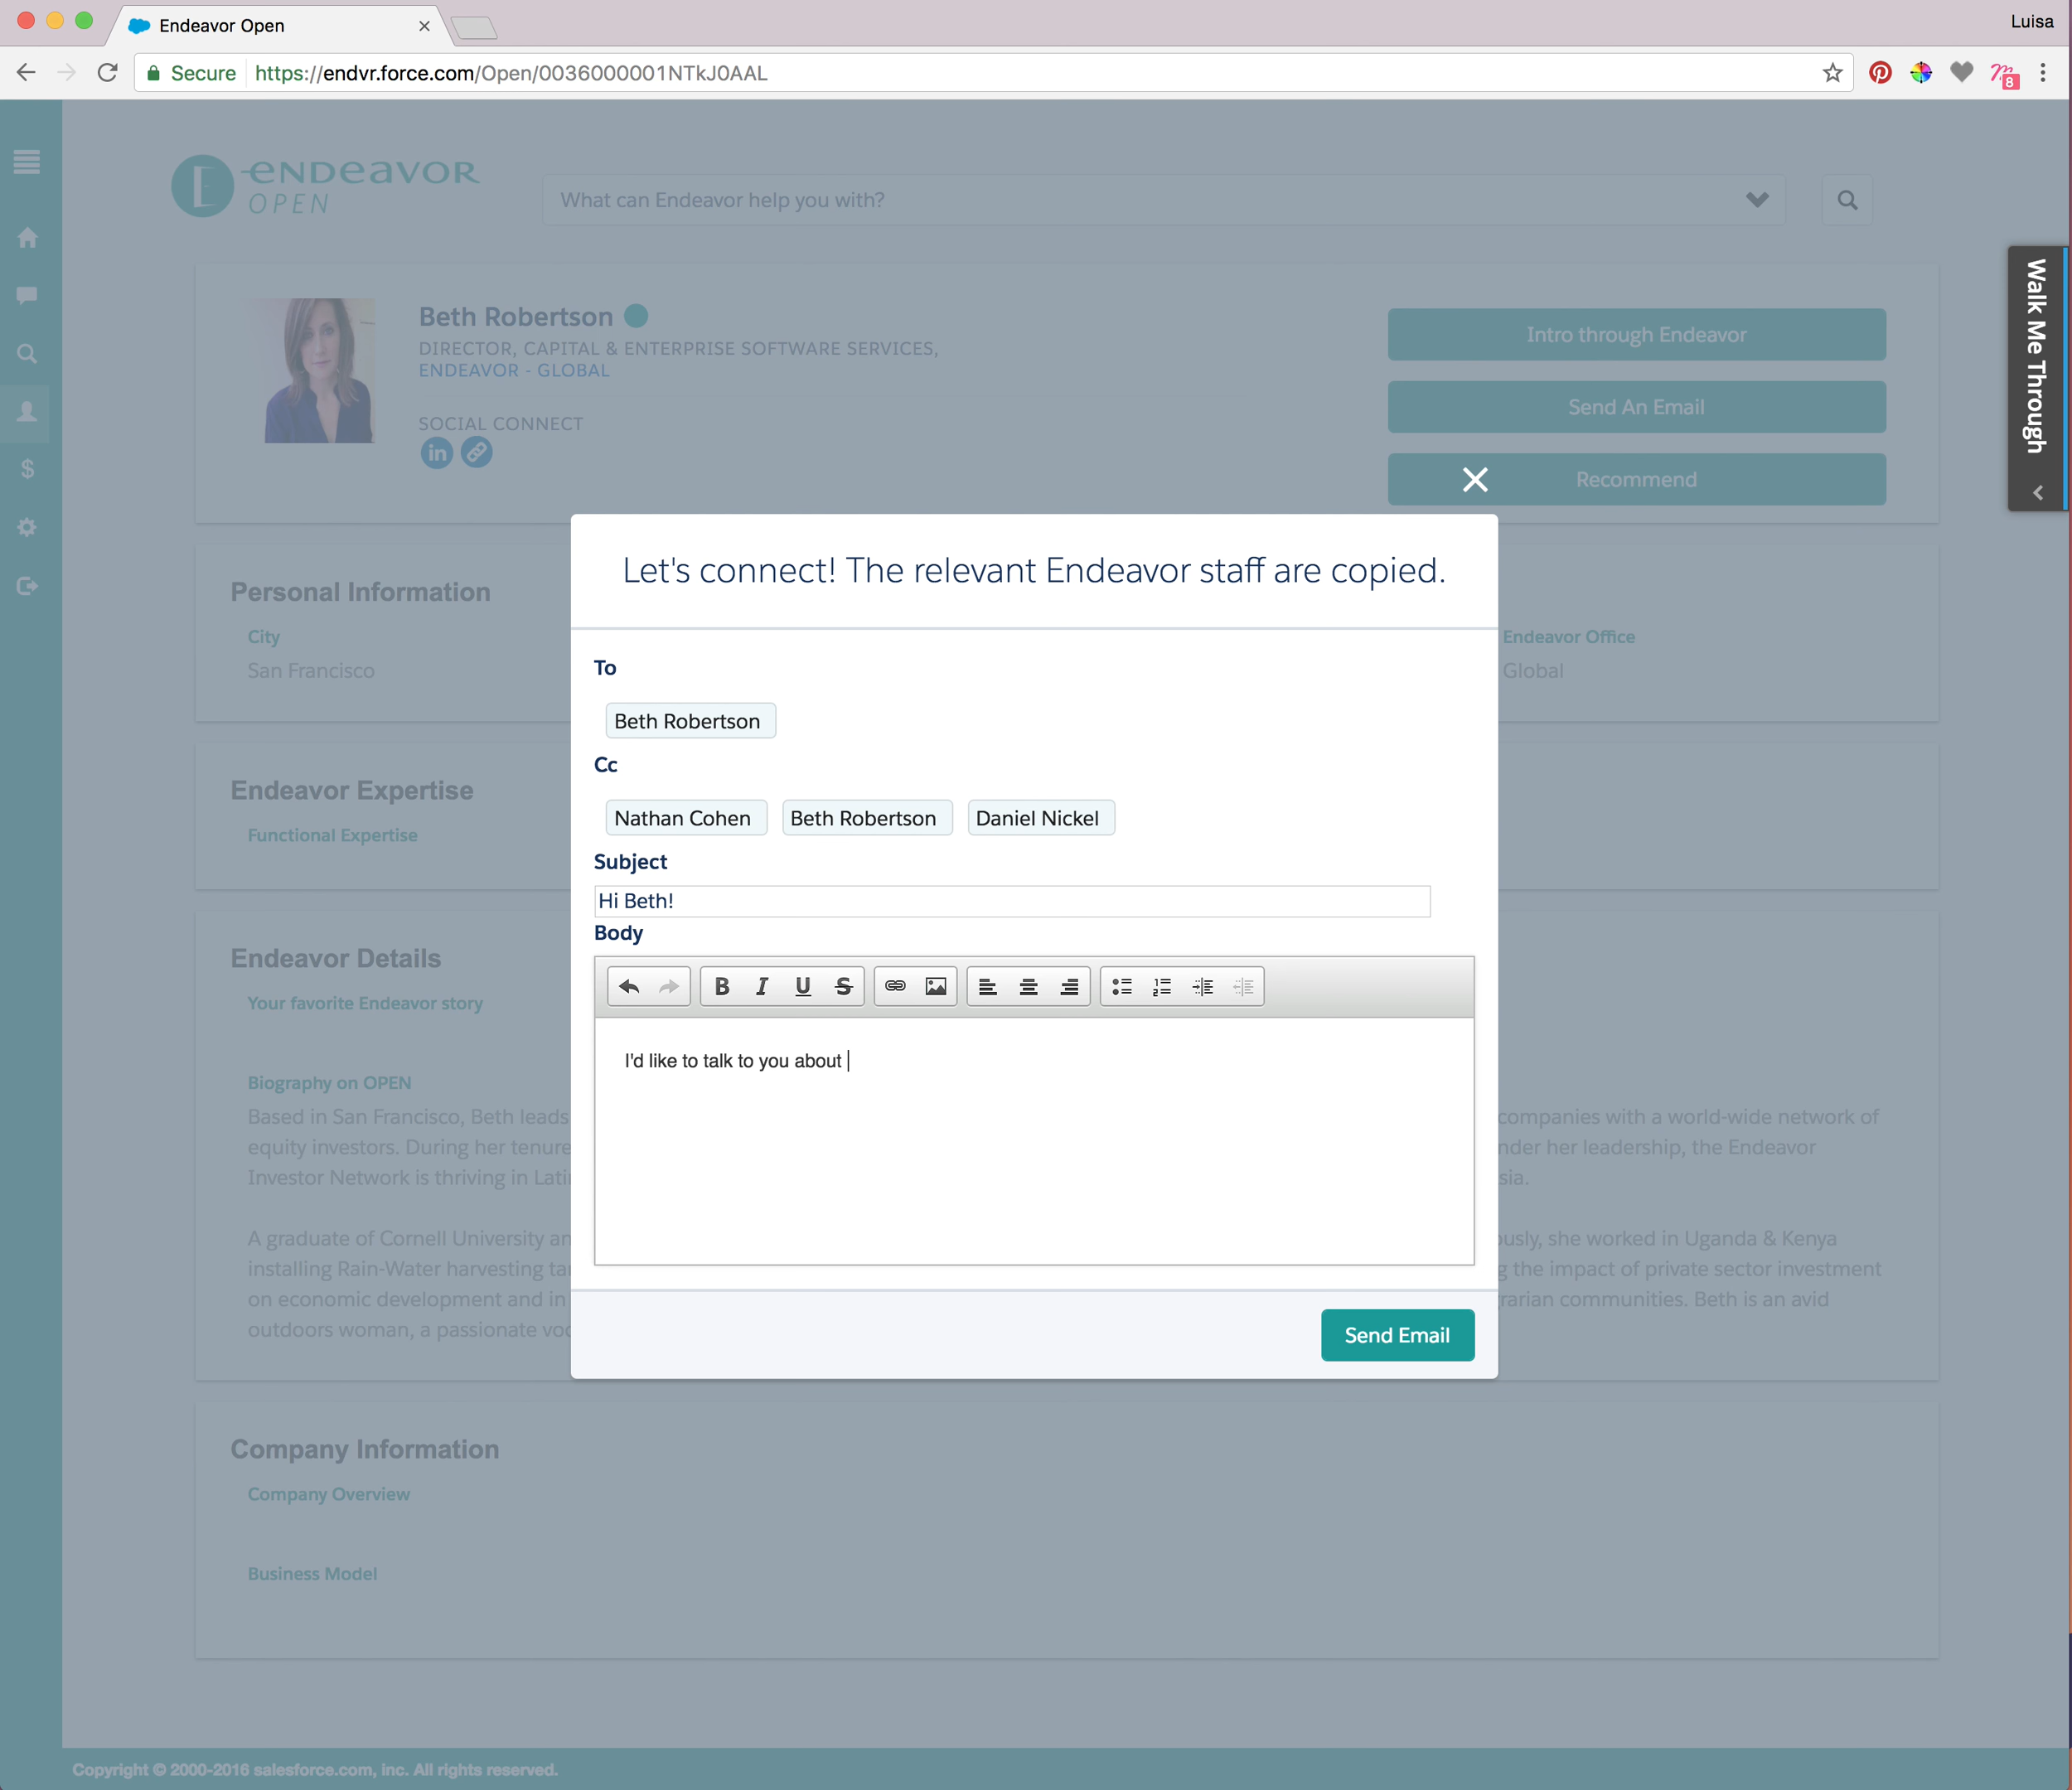 Endeavor Open
Luisa
Secure https://endvr.force.com/Open/0036000001NTkJ0AAL
8
ENDEAVOR
OPEN
What can Endeavor help you with?
Walk Me Through
Beth Robertson
DIRECTOR, CAPITAL & ENTERPRISE SOFTWARE SERVICES,
ENDEAVOR - GLOBAL
SOCIAL CONNECT
in
Intro through Endeavor
Send An Email
Recommend
Let's connect! The relevant Endeavor staff are copied.
To
Beth Robertson
Cc
Nathan Cohen Beth Robertson Daniel Nickel
Subject
Hi Beth!
Body
B I U S
I'd like to talk to you about
Send Email
Personal Information
City
San Francisco
Endeavor Office
Global
Endeavor Expertise
Functional Expertise
Endeavor Details
Your favorite Endeavor story
Biography on OPEN
Based in San Francisco, Beth leads companies with a world-wide network of
equity investors. During her tenure nder her leadership, the Endeavor
Investor Network is thriving in Lati sia.
A graduate of Cornell University an usly, she worked in Uganda & Kenya
installing Rain-Water harvesting ta g the impact of private sector investment
on economic development and in rarian communities. Beth is an avid
outdoors woman, a passionate voc
Company Information
Company Overview
Business Model
Copyright © 2000-2016 salesforce.com, inc. All rights reserved.